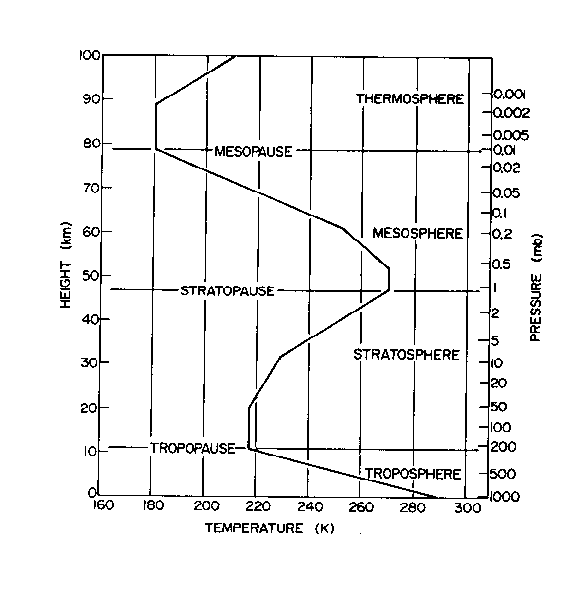 100
90
80
70
60
50
40
30
20
10
0
HEIGHT (km)
THERMOSPHERE
MESOPAUSE
MESOSPHERE
STRATOPAUSE
STRATOSPHERE
TROPOPAUSE
TROPOSPHERE
0.001
0.002
0.005
0.01
0.02
0.05
0.1
0.2
0.5
1
2
5
10
20
50
100
200
500
1000
PRESSURE (mb)
160 180 200 220 240 260 280 300
TEMPERATURE (K)